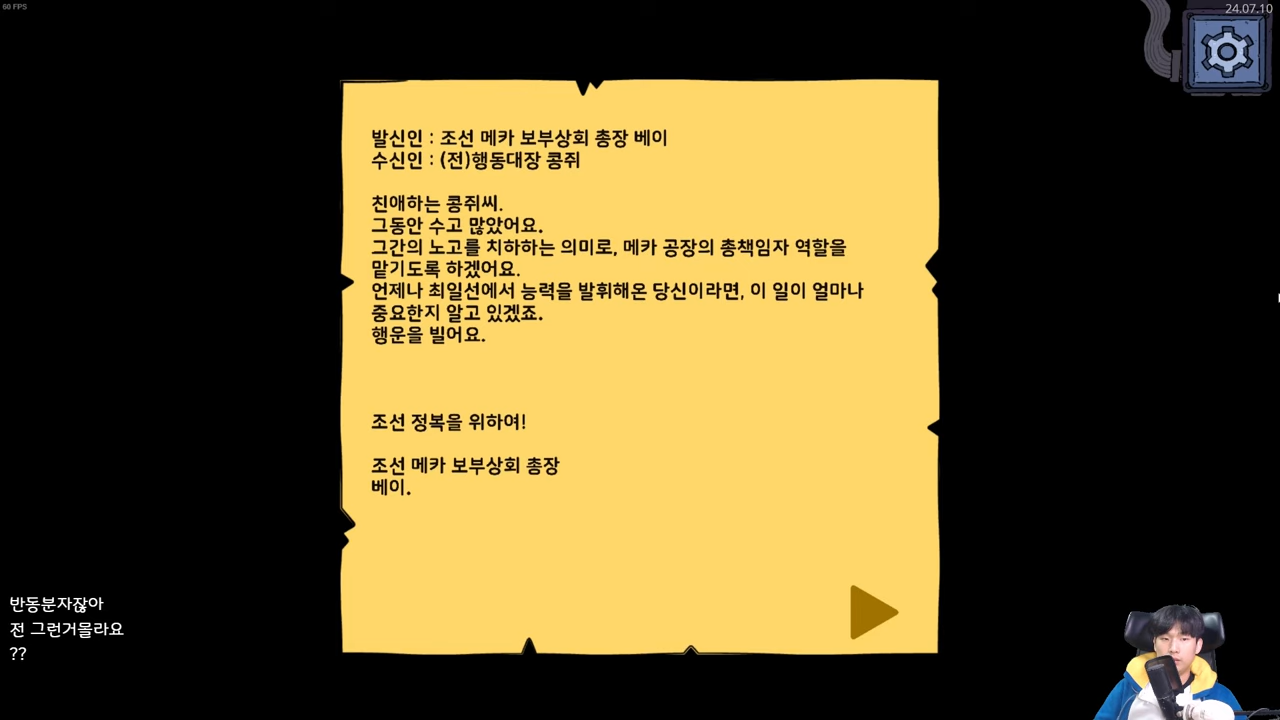 60 FPS
24.07.10
발신인 : 조선 메카 보부상회 총장 베이
수신인 : (전)행동대장 콩쥐
친애하는 콩쥐씨.
그동안 수고 많았어요.
그간의 노고를 치하하는 의미로, 메카 공장의 총책임자 역할을
맡기도록 하겠어요.
언제나 최일선에서 능력을 발휘해온 당신이라면, 이 일이 얼마나
중요한지 알고 있겠죠.
행운을 빌어요.
조선 정복을 위하여!
조선 메카 보부상회 총장
베이.
반동분자잖아
전 그런거몰라요
??